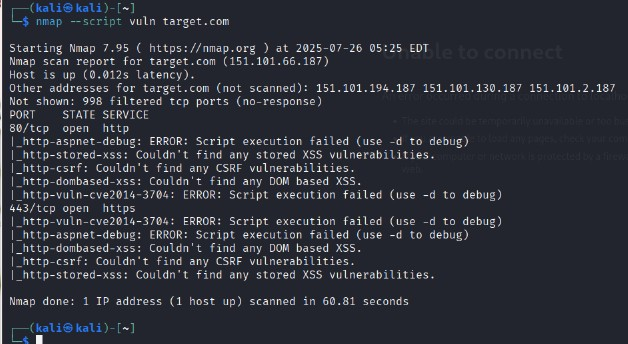 ┌──(kali㉿kali)-[~]
└─$ nmap --script vuln target.com
Starting Nmap 7.95 ( https://nmap.org ) at 2025-07-26 05:25 EDT
Nmap scan report for target.com (151.101.66.187)
Host is up (0.012s latency).
Other addresses for target.com (not scanned): 151.101.194.187 151.101.130.187 151.101.2.187
Not shown: 998 filtered tcp ports (no-response)
PORT    STATE SERVICE
80/tcp  open  http
|_http-aspnet-debug: ERROR: Script execution failed (use -d to debug)
|_http-stored-xss: Couldn't find any stored XSS vulnerabilities.
|_http-csrf: Couldn't find any CSRF vulnerabilities.
|_http-dombased-xss: Couldn't find any DOM based XSS.
|_http-vuln-cve2014-3704: ERROR: Script execution failed (use -d to debug)
443/tcp open  https
|_http-vuln-cve2014-3704: ERROR: Script execution failed (use -d to debug)
|_http-aspnet-debug: ERROR: Script execution failed (use -d to debug)
|_http-dombased-xss: Couldn't find any DOM based XSS.
|_http-csrf: Couldn't find any CSRF vulnerabilities.
|_http-stored-xss: Couldn't find any stored XSS vulnerabilities.
Nmap done: 1 IP address (1 host up) scanned in 60.81 seconds
┌──(kali㉿kali)-[~]
└─$
Unable to connect